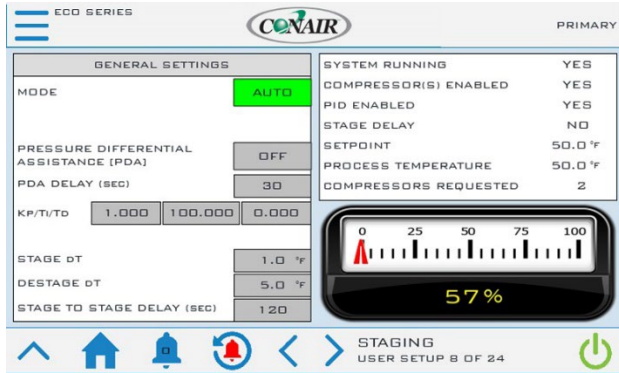 ECO SERIES
CONAIR
PRIMARY
GENERAL SETTINGS
MODE AUTO
PRESSURE DIFFERENTIAL
ASSISTANCE [PDA] OFF
PDA DELAY (SEC) 30
KP/TI/TD 1.000 100.000 0.000
STAGE DT 1.0 °F
DESTAGE DT 5.0 °F
STAGE TO STAGE DELAY (SEC) 120
SYSTEM RUNNING YES
COMPRESSOR(S) ENABLED YES
PID ENABLED YES
STAGE DELAY NO
SETPOINT 50.0 °F
PROCESS TEMPERATURE 50.0 °F
COMPRESSORS REQUESTED 2
0 25 50 75 100
57%
0
STAGING
USER SETUP 8 OF 24